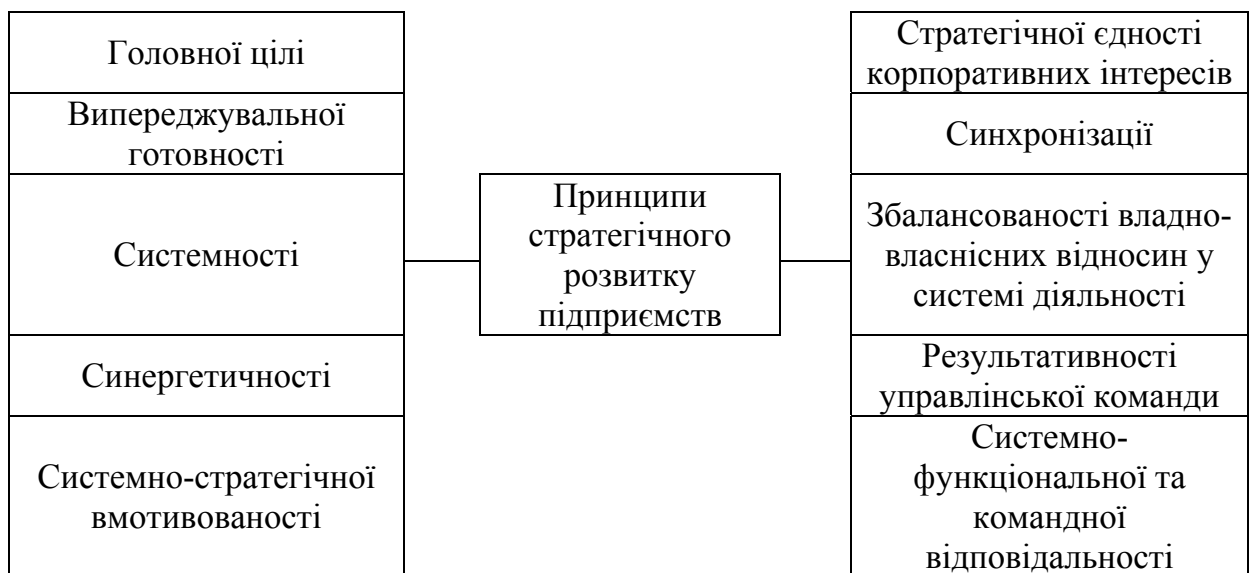 Головної цілі
Випереджувальної
готовності
Системності
Синергетичності
Системно-стратегічної
вмотивованості
Принципи
стратегічного
розвитку
підприємств
Стратегічної єдності
корпоративних інтересів
Синхронізації
Збалансованості владно-
власнісних відносин у
системі діяльності
Результативності
управлінської команди
Системно-
функціональної та
командної
відповідальності